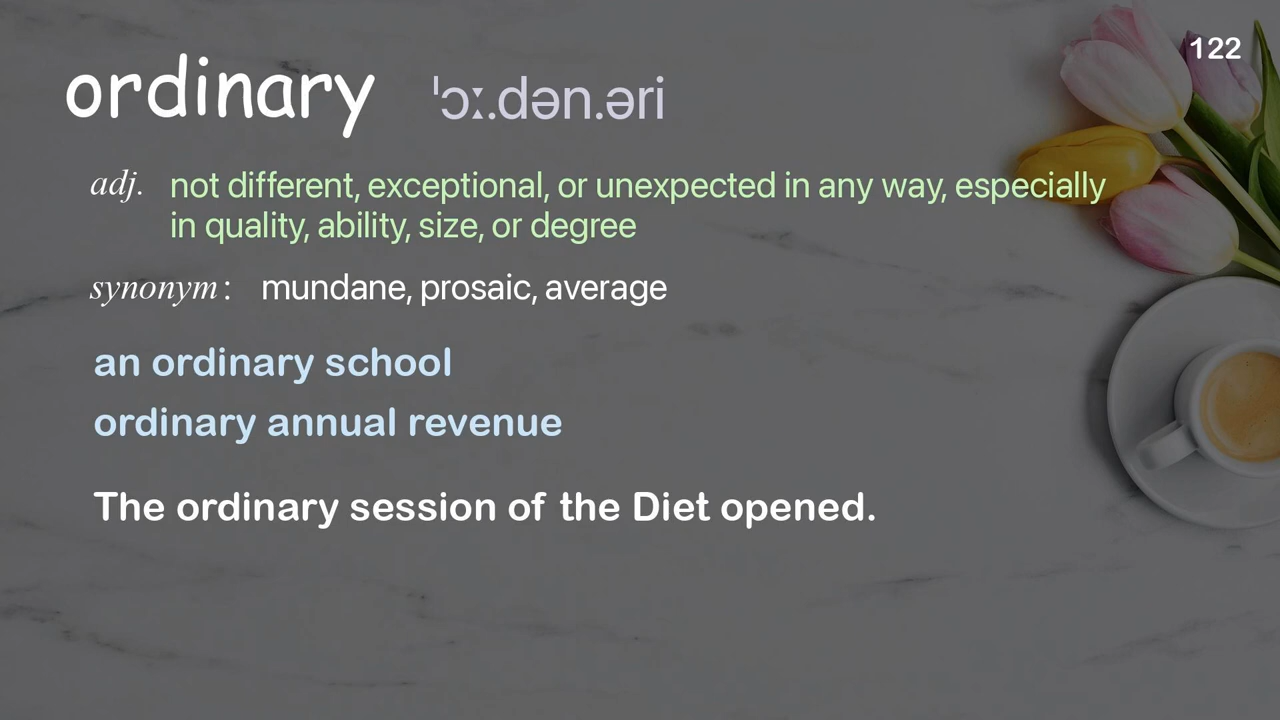 122
ordinary ˈɔː.dən.əri
adj. not different, exceptional, or unexpected in any way, especially
in quality, ability, size, or degree
synonym: mundane, prosaic, average
an ordinary school
ordinary annual revenue
The ordinary session of the Diet opened.